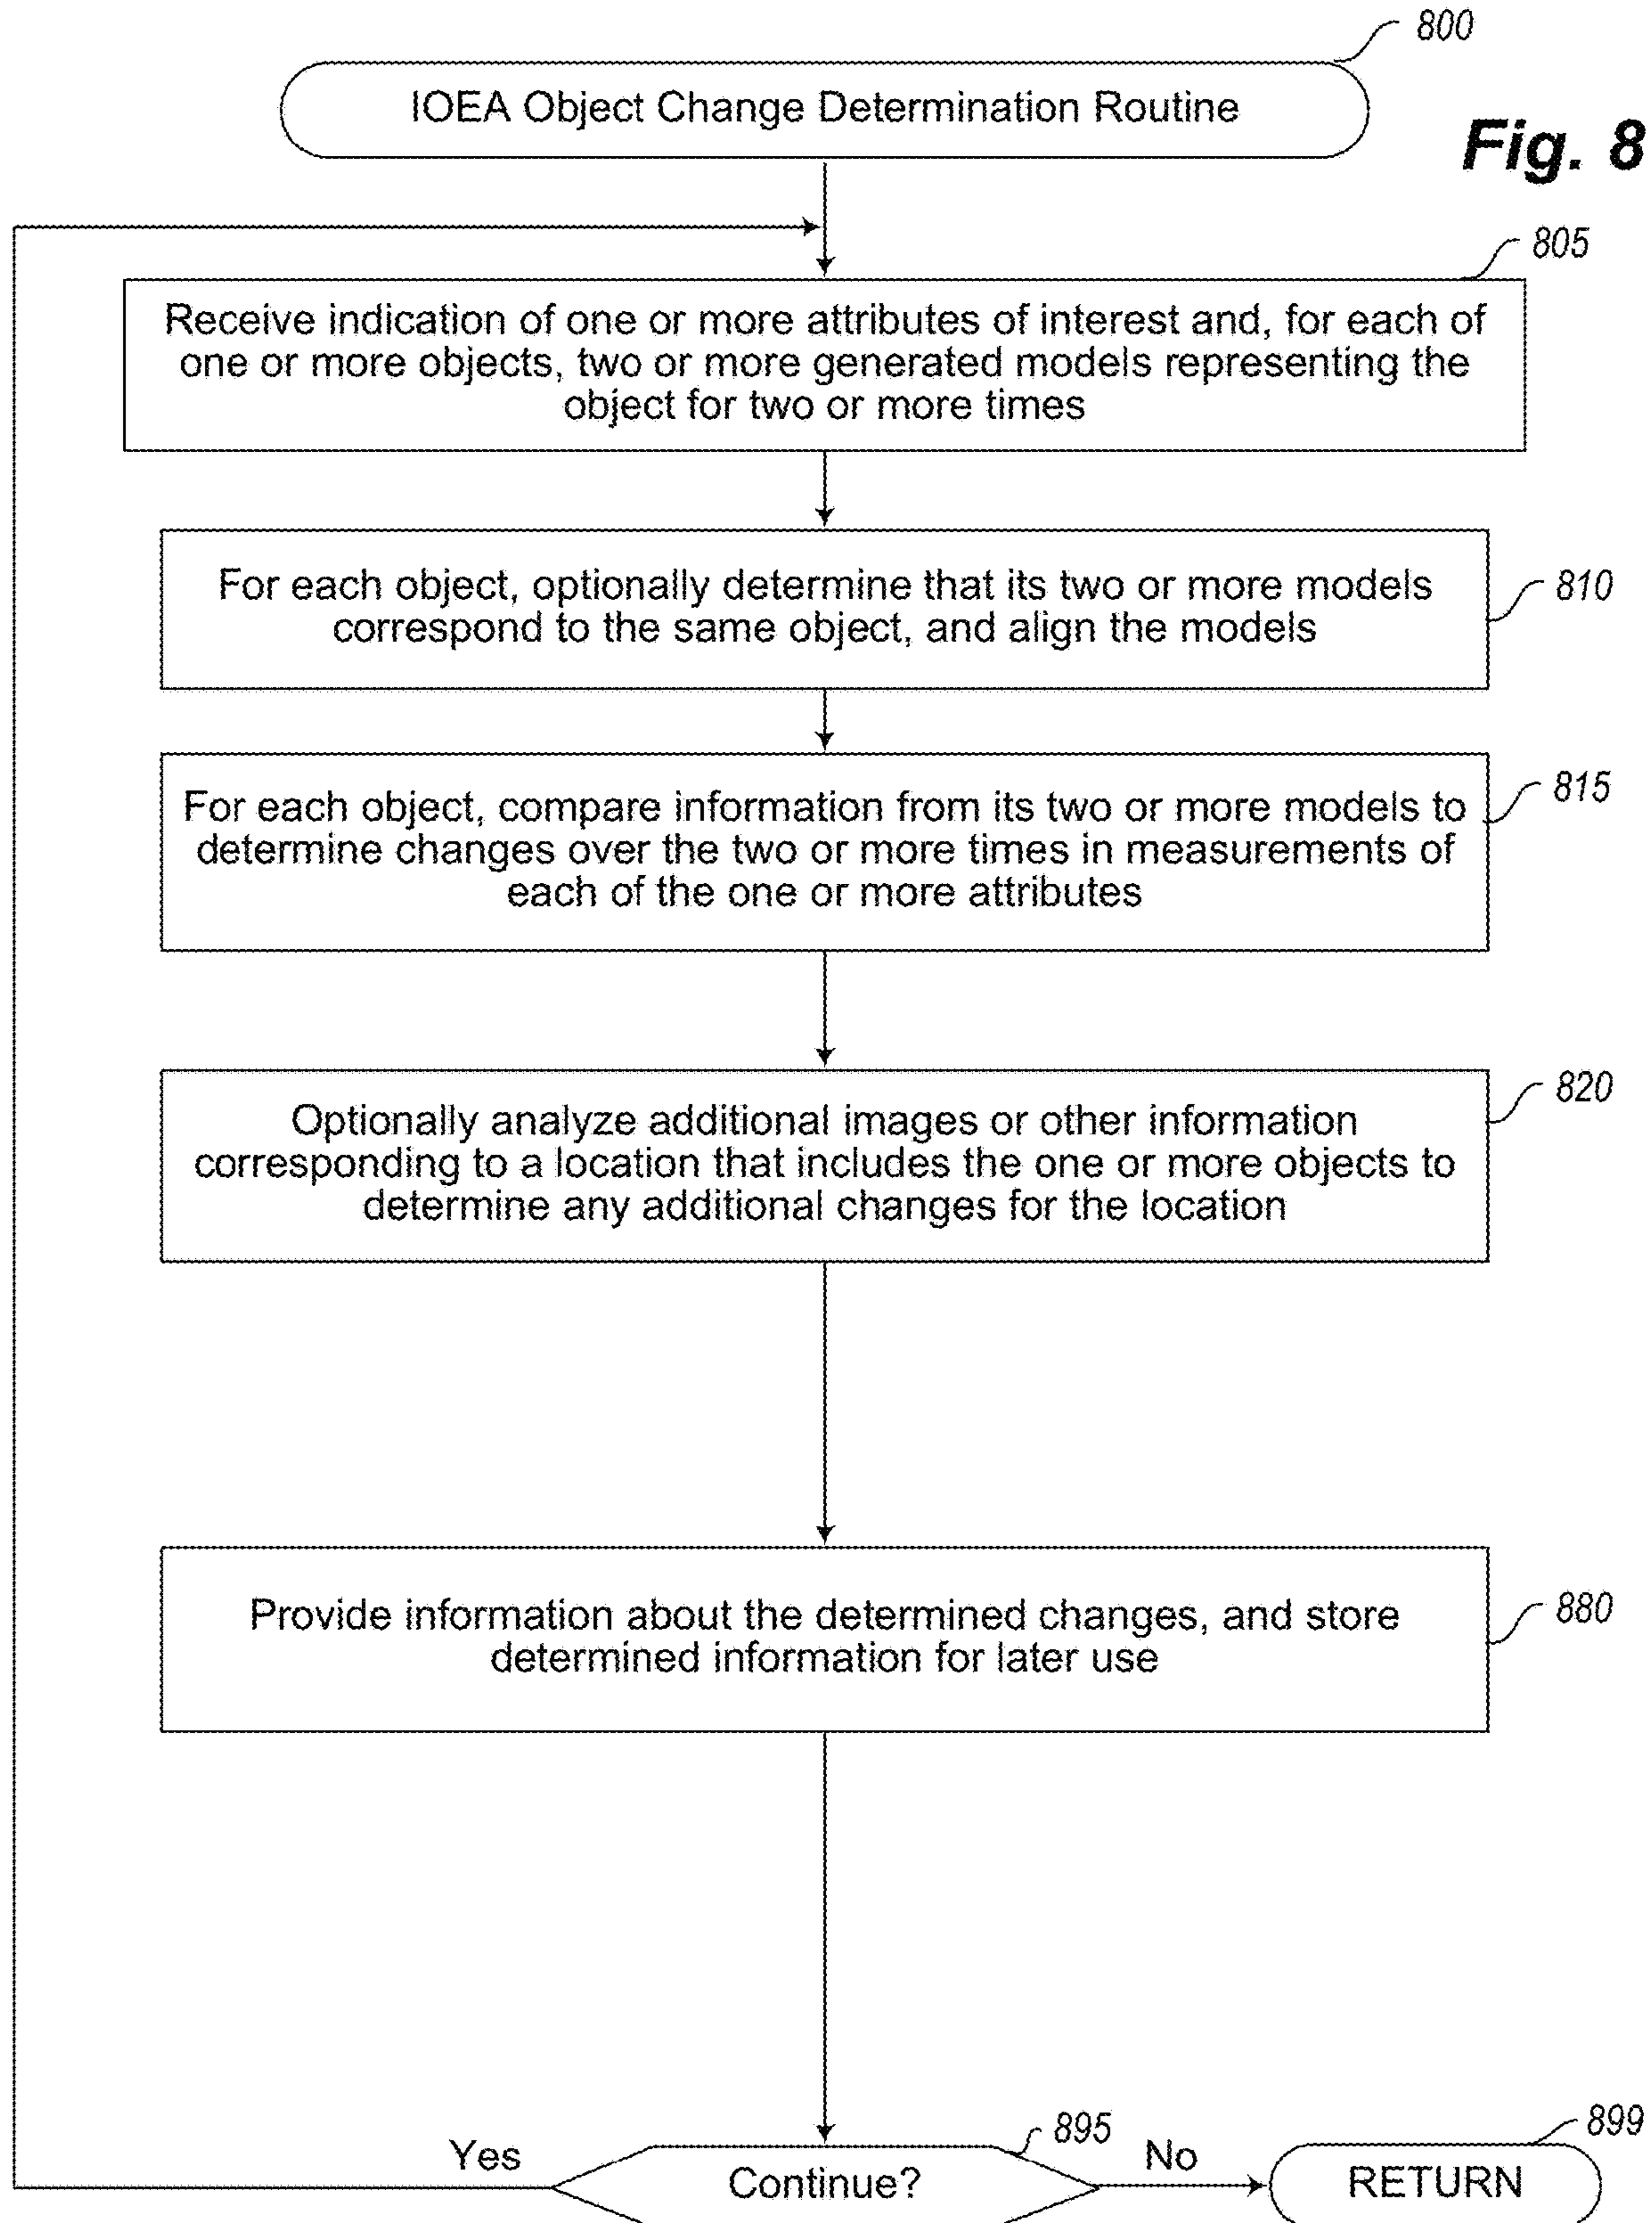 800
IOEA Object Change Determination Routine
Fig. 8
805
Receive indication of one or more attributes of interest and, for each of
one or more objects, two or more generated models representing the
object for two or more times
For each object, optionally determine that its two or more models
correspond to the same object, and align the models
810
For each object, compare information from its two or more models to
determine changes over the two or more times in measurements of
each of the one or more attributes
815
Optionally analyze additional images or other information
corresponding to a location that includes the one or more objects to
determine any additional changes for the location
820
Provide information about the determined changes, and store
determined information for later use
880
Yes
Continue?
895
No
899
RETURN